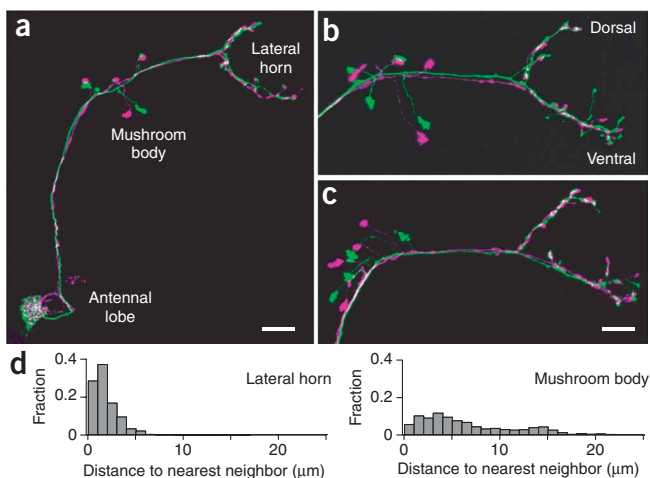 a
Lateral
horn
Mushroom
body
Antennal
lobe
b
Dorsal
Ventral
c
d
Fraction
0.4
0.2
0
Lateral horn
0 10 20
Distance to nearest neighbor (μm)
Fraction
0.4
0.2
0
Mushroom body
0 10 20
Distance to nearest neighbor (μm)